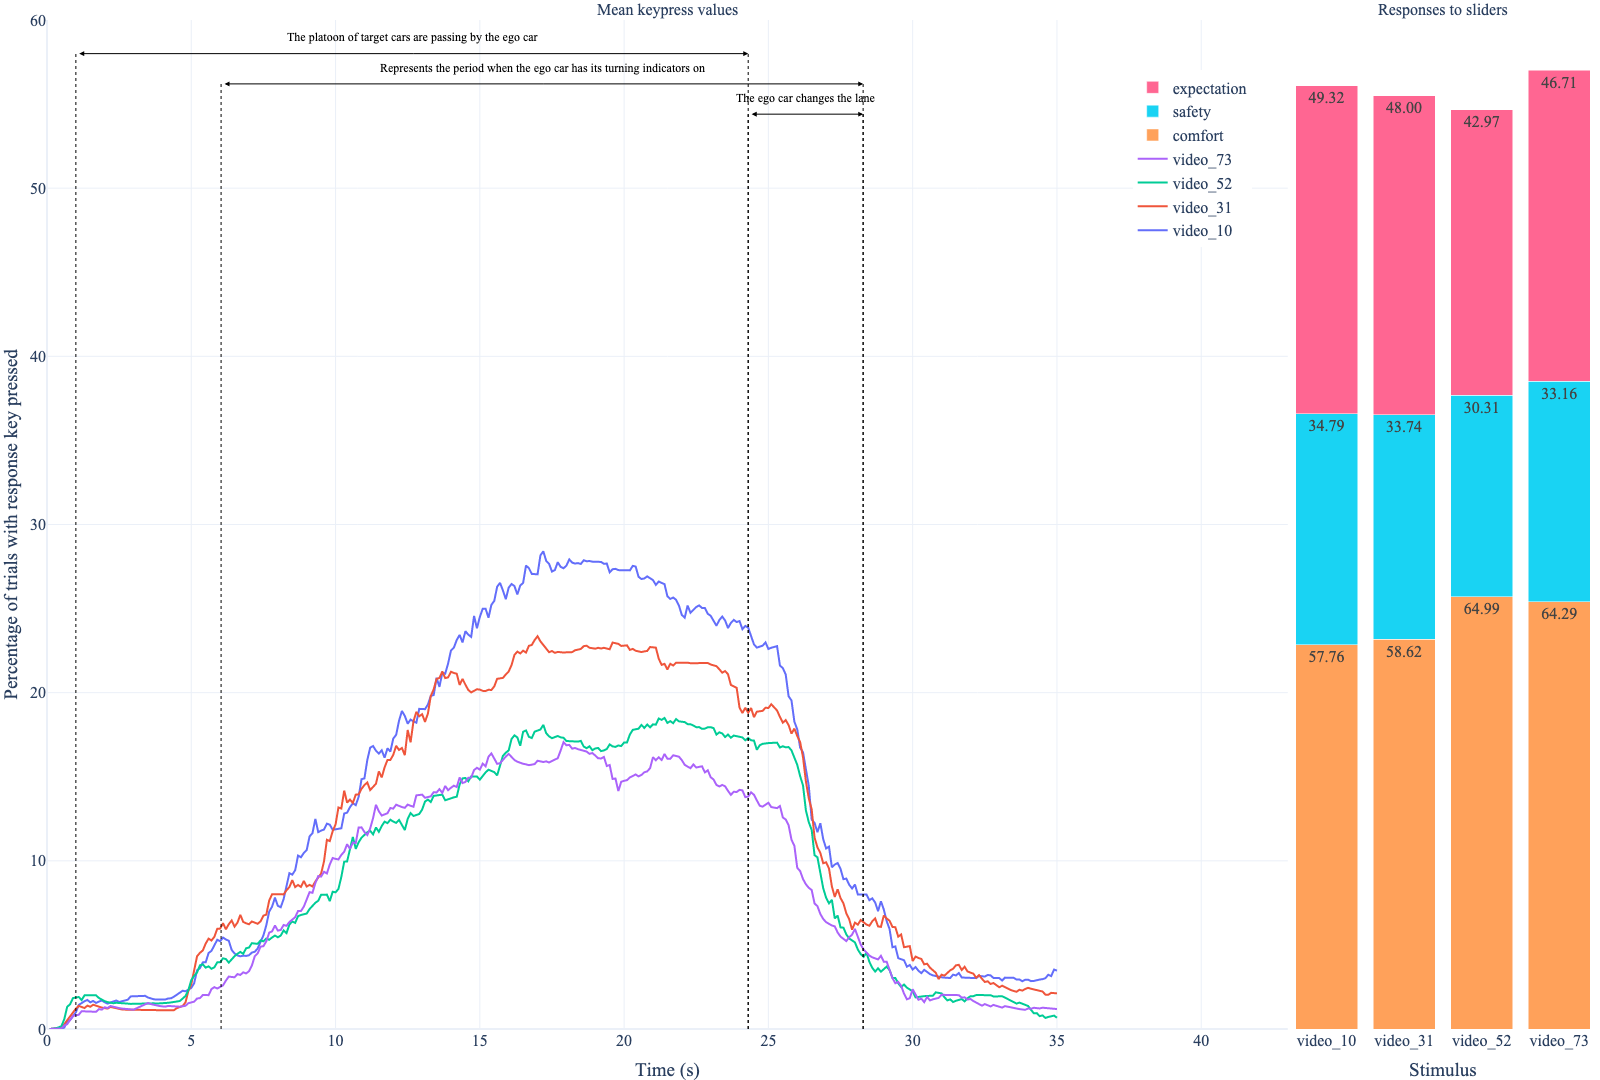 Mean keypress values
Responses to sliders
60
50
40
30
20
10
0
Percentage of trials with response key pressed
The platoon of target cars are passing by the ego car
Represents the period when the ego car has its turning indicators on
The ego car changes the lane
expectation
safety
comfort
video_73
video_52
video_31
video_10
0 5 10 15 20 25 30 35 40
Time (s)
49.32 48.00 42.97 46.71
34.79 33.74 30.31 33.16
57.76 58.62 64.99 64.29
video_10 video_31 video_52 video_73
Stimulus